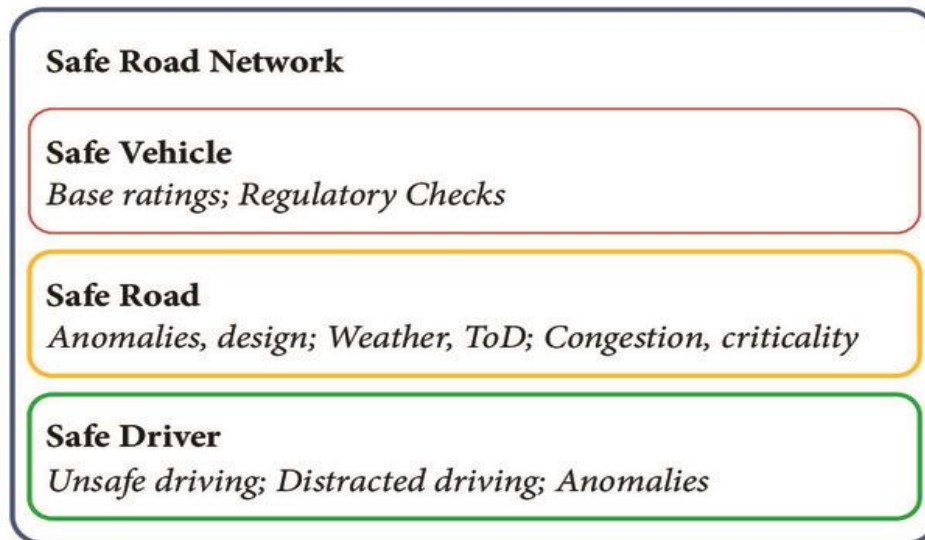 Safe Road Network
Safe Vehicle
Base ratings; Regulatory Checks
Safe Road
Anomalies, design; Weather, ToD; Congestion, criticality
Safe Driver
Unsafe driving; Distracted driving; Anomalies